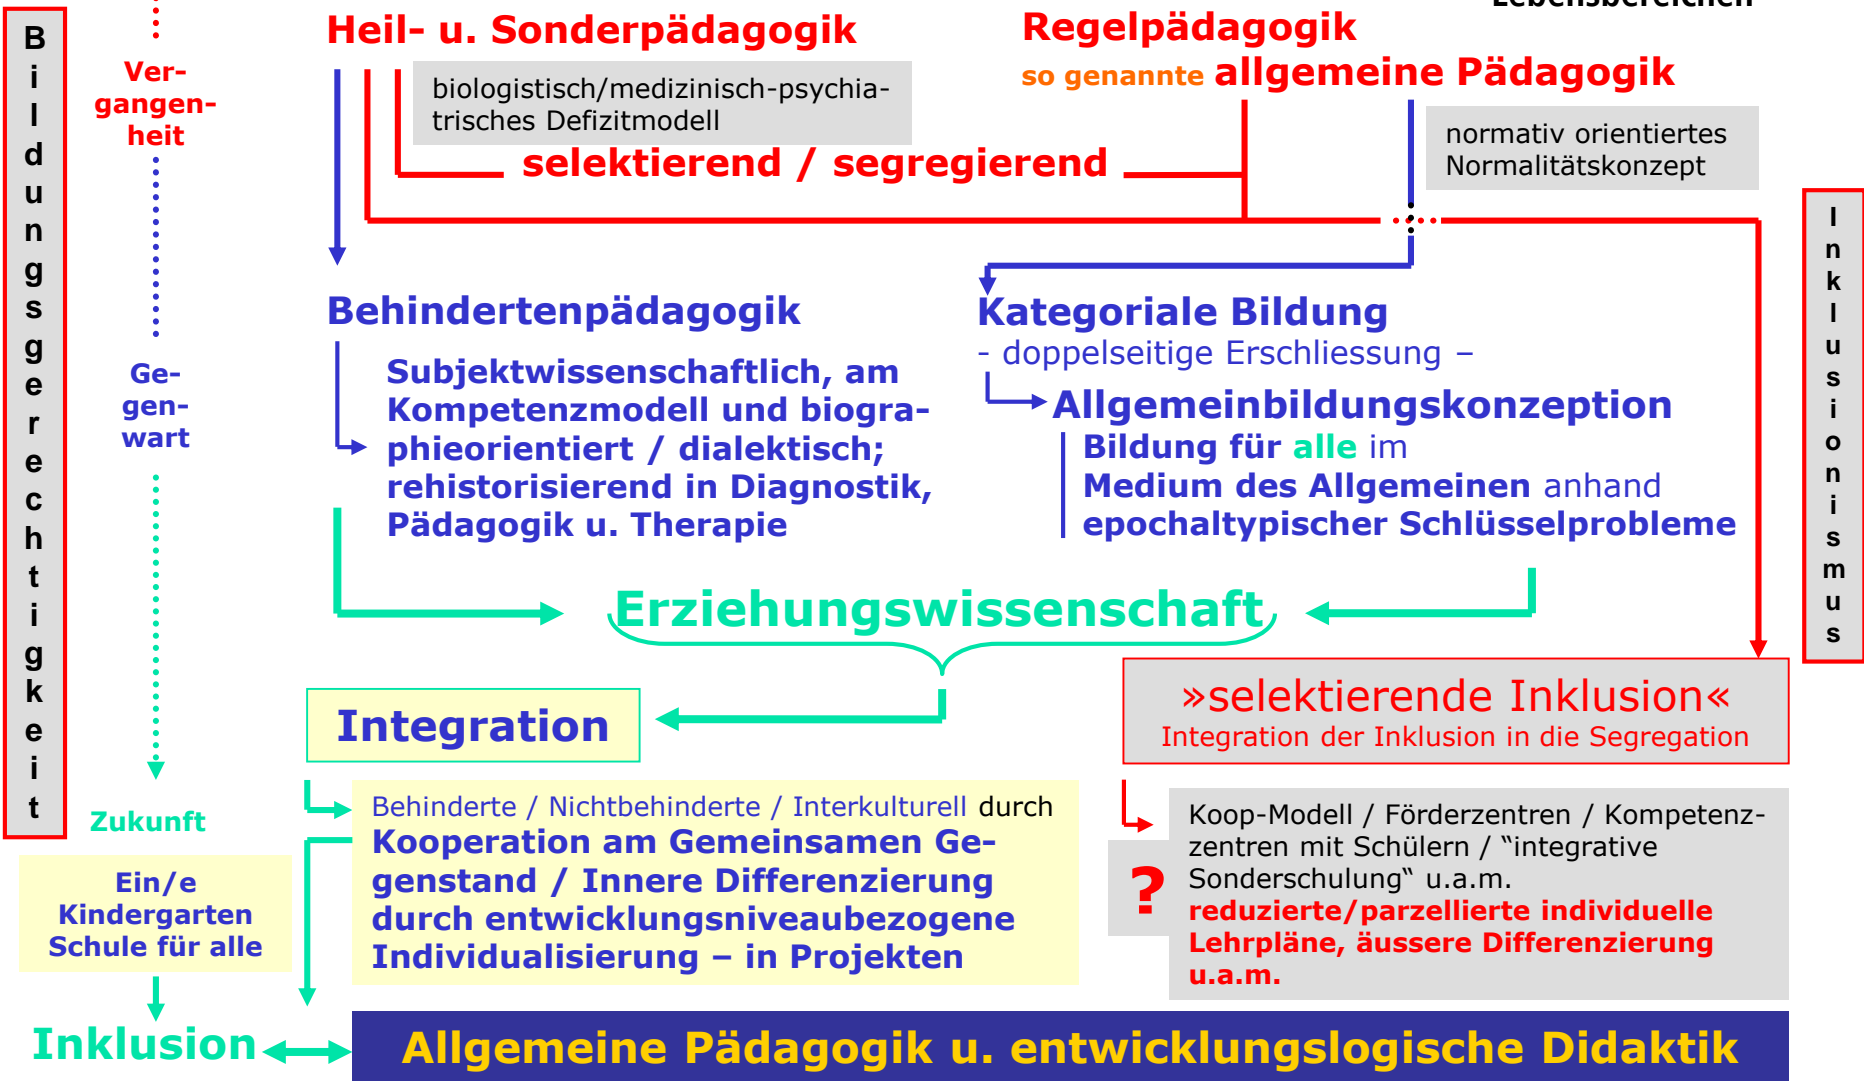 Lebensbereichen
Bildungsgerechtigkeit
Ver-
gangen-
heit
Heil- u. Sonderpädagogik
biologistisch/medizinisch-psychia-
trisches Defizitmodell
selektierend / segregierend
Regelpädagogik
so genannte allgemeine Pädagogik
normativ orientiertes
Normalitätskonzept
Inklusionismus
Ge-
gen-
wart
Behindertenpädagogik
Subjektwissenschaftlich, am
Kompetenzmodell und biogra-
phieorientiert / dialektisch;
rehistorisierend in Diagnostik,
Pädagogik u. Therapie
Kategoriale Bildung
- doppelseitige Erschliessung –
Allgemeinbildungskonzeption
Bildung für alle im
Medium des Allgemeinen anhand
epochaltypischer Schlüsselprobleme
Erziehungswissenschaft
Integration
»selektierende Inklusion«
Integration der Inklusion in die Segregation
Zukunft
Behinderte / Nichtbehinderte / Interkulturell durch
Kooperation am Gemeinsamen Ge-
genstand / Innere Differenzierung
durch entwicklungsniveaubezogene
Individualisierung – in Projekten
?
Koop-Modell / Förderzentren / Kompetenz-
zentren mit Schülern / “integrative
Sonderschulung“ u.a.m.
reduzierte/parzellierte individuelle
Lehrpläne, äussere Differenzierung
u.a.m.
Ein/e
Kindergarten
Schule für alle
Inklusion
Allgemeine Pädagogik u. entwicklungslogische Didaktik